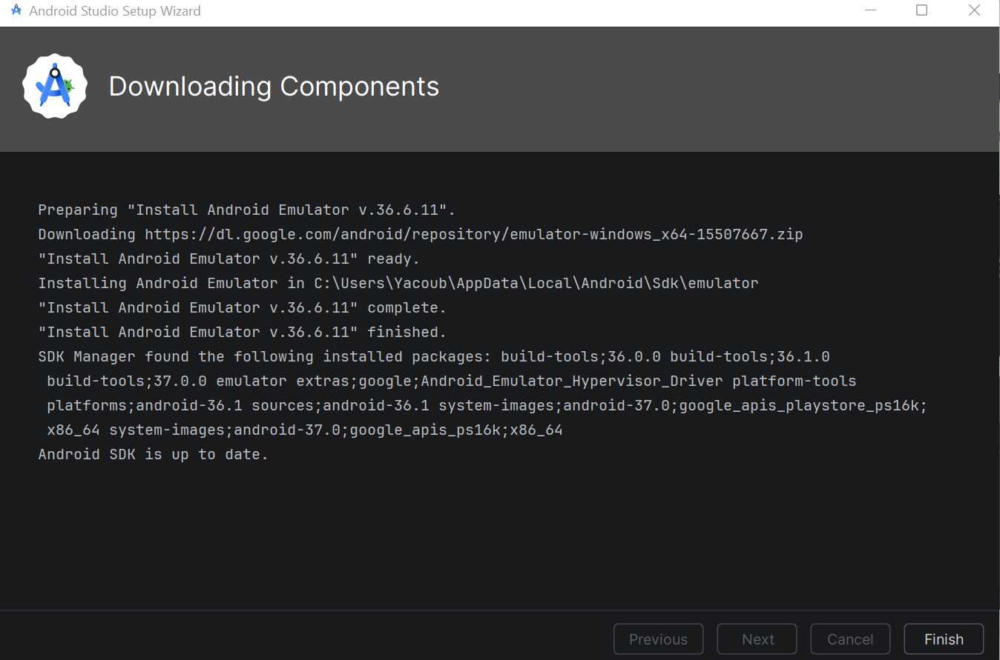 Android Studio Setup Wizard
Downloading Components
Preparing "Install Android Emulator v.36.6.11".
Downloading https://dl.google.com/android/repository/emulator-windows_x64-15507667.zip
"Install Android Emulator v.36.6.11" ready.
Installing Android Emulator in C:\Users\Yacoub\AppData\Local\Android\Sdk\emulator
"Install Android Emulator v.36.6.11" complete.
"Install Android Emulator v.36.6.11" finished.
SDK Manager found the following installed packages: build-tools;36.0.0 build-tools;36.1.0
build-tools;37.0.0 emulator extras;google;Android_Emulator_Hypervisor_Driver platform-tools
platforms;android-36.1 sources;android-36.1 system-images;android-37.0;google_apis_playstore_ps16k;
x86_64 system-images;android-37.0;google_apis_ps16k;x86_64
Android SDK is up to date.
Previous Next Cancel Finish